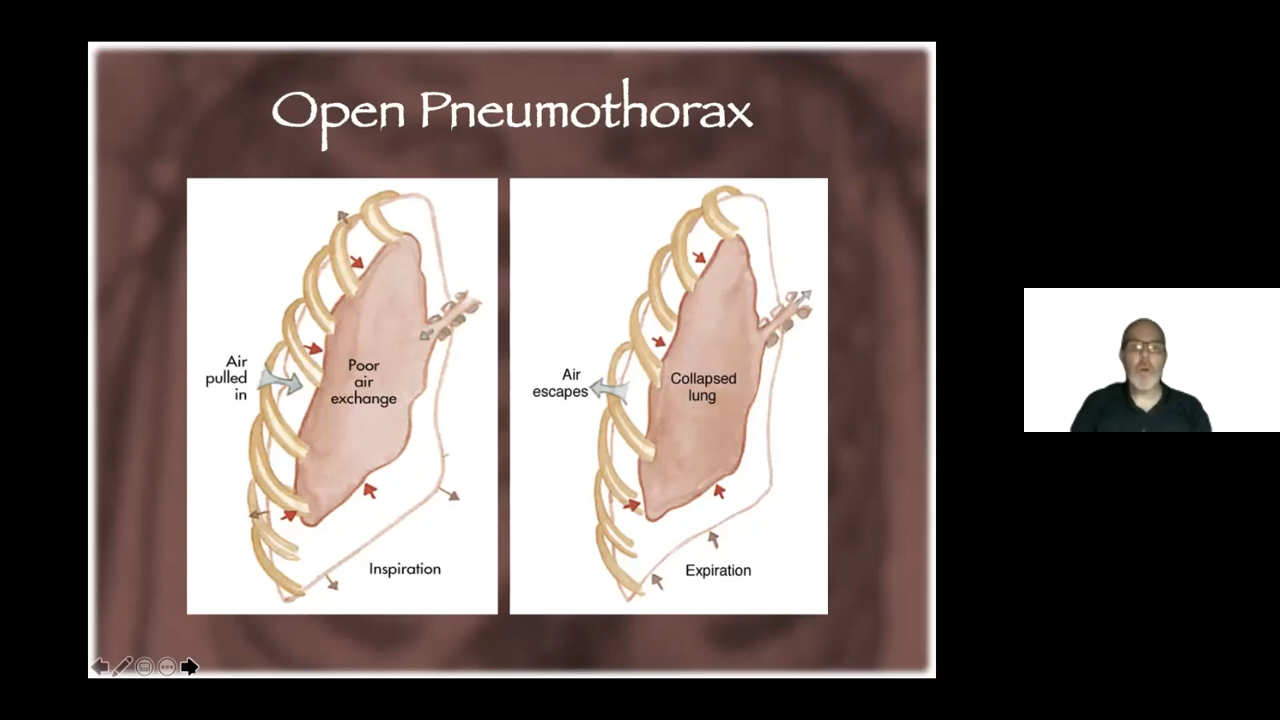 Open Pneumothorax
Air
pulled
in
Poor
air
exchange
Inspiration
Air
escapes
Collapsed
lung
Expiration